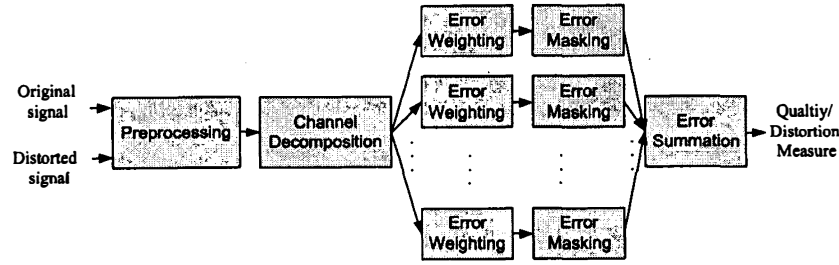 Original
signal
Distorted
signal
Preprocessing
Channel
Decomposition
Error
Weighting
Error
Masking
Error
Weighting
Error
Masking
Error
Weighting
Error
Masking
Error
Summation
Qualtiy/
Distortion
Measure